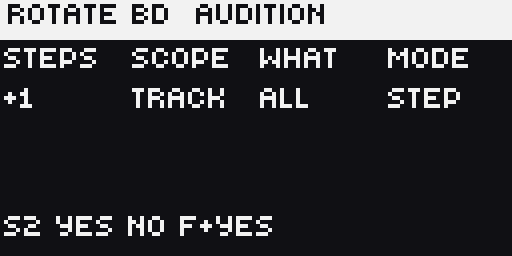 ROTATE BD AUDITION
STEPS SCOPE WHAT MODE
+1 TRACK ALL STEP
S2 YES NO F+YES